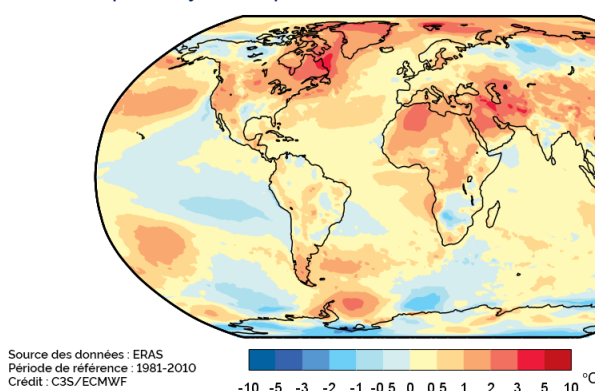 Source des données : ERA5
Période de référence : 1981-2010
Crédit : C3S/ECMWF
-10 -5 -3 -2 -1 -0.5 0 0.5 1 2 3 5 10 °C